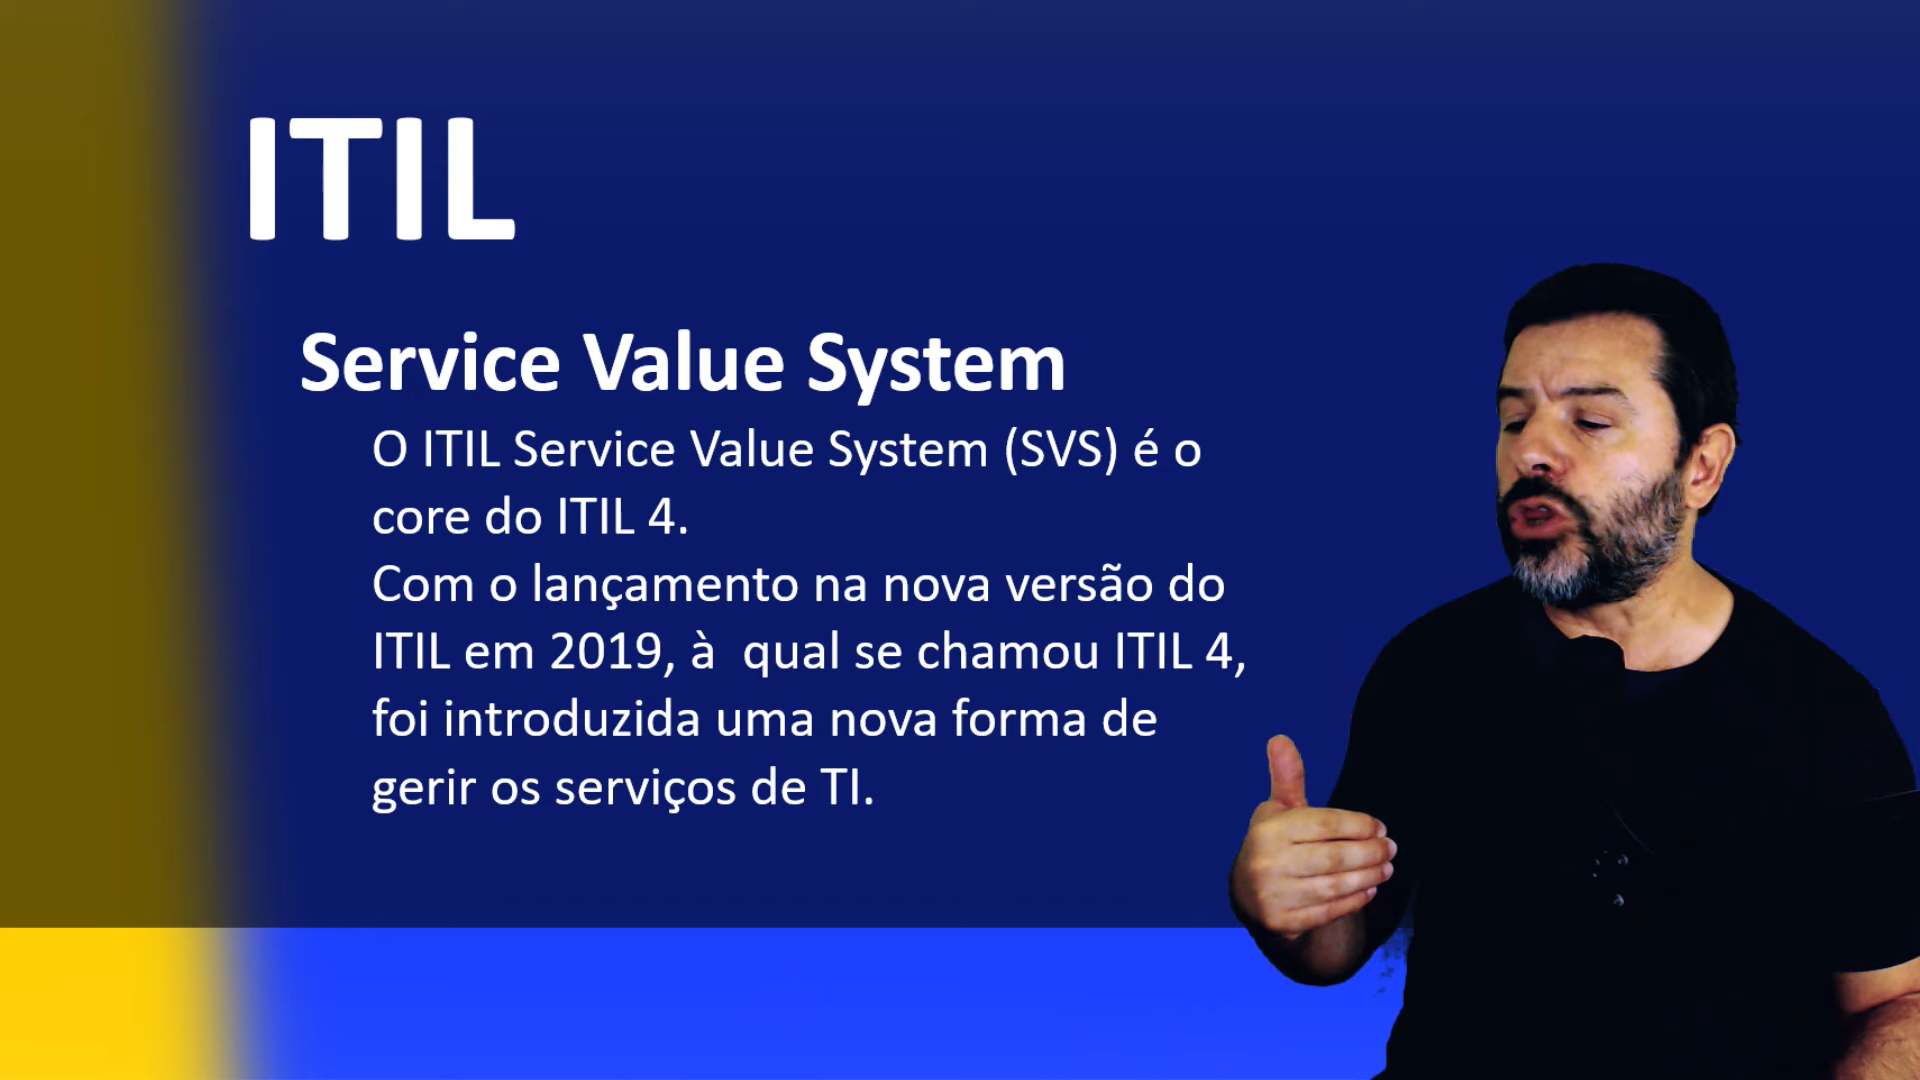 ITIL
Service Value System
O ITIL Service Value System (SVS) é o
core do ITIL 4.
Com o lançamento na nova versão do
ITIL em 2019, à  qual se chamou ITIL 4,
foi introduzida uma nova forma de
gerir os serviços de TI.